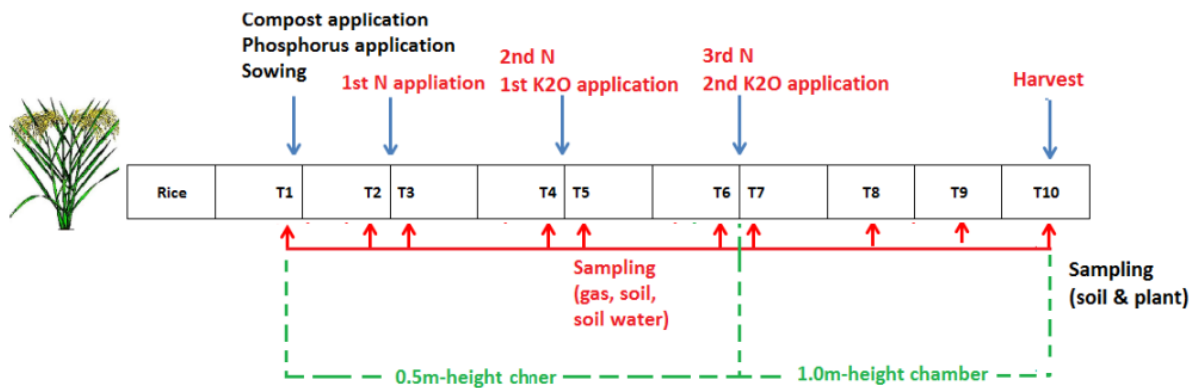 Compost application
Phosphorus application
Sowing
1st N appliation
2nd N
1st K2O application
3rd N
2nd K2O application
Harvest
Rice T1 T2 T3 T4 T5 T6 T7 T8 T9 T10
Sampling
(gas, soil,
soil water)
Sampling
(soil & plant)
0.5m-height chner
1.0m-height chamber